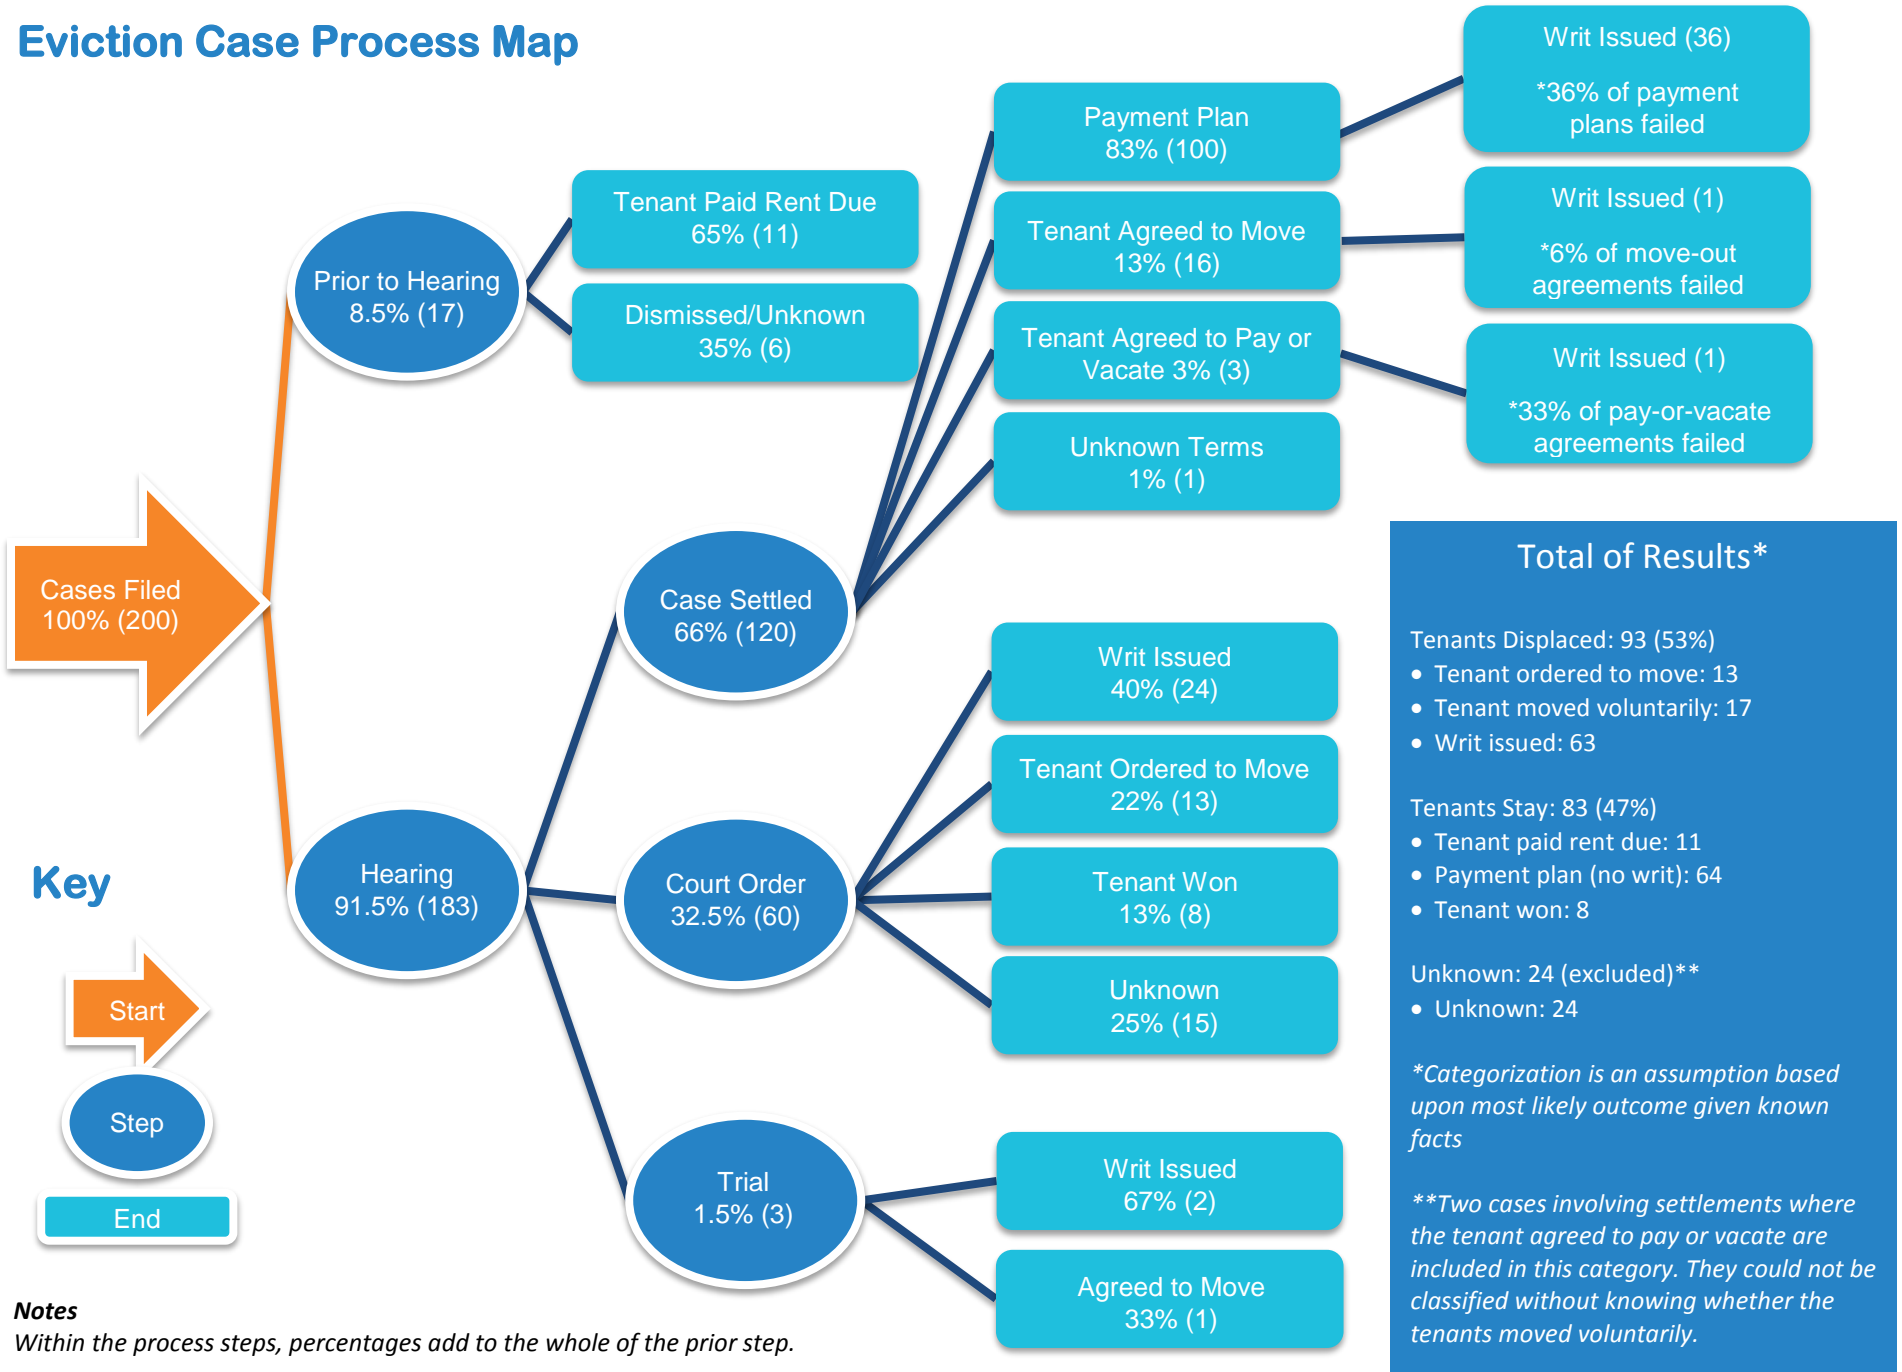 Eviction Case Process Map
Cases Filed
100% (200)
Prior to Hearing
8.5% (17)
Tenant Paid Rent Due
65% (11)
Dismissed/Unknown
35% (6)
Hearing
91.5% (183)
Case Settled
66% (120)
Payment Plan
83% (100)
Writ Issued (36)
*36% of payment
plans failed
Tenant Agreed to Move
13% (16)
Writ Issued (1)
*6% of move-out
agreements failed
Tenant Agreed to Pay or
Vacate 3% (3)
Writ Issued (1)
*33% of pay-or-vacate
agreements failed
Unknown Terms
1% (1)
Court Order
32.5% (60)
Writ Issued
40% (24)
Tenant Ordered to Move
22% (13)
Tenant Won
13% (8)
Unknown
25% (15)
Trial
1.5% (3)
Writ Issued
67% (2)
Agreed to Move
33% (1)
Key
Start
Step
End
Notes
Within the process steps, percentages add to the whole of the prior step.
Total of Results*
Tenants Displaced: 93 (53%)
• Tenant ordered to move: 13
• Tenant moved voluntarily: 17
• Writ issued: 63
Tenants Stay: 83 (47%)
• Tenant paid rent due: 11
• Payment plan (no writ): 64
• Tenant won: 8
Unknown: 24 (excluded)**
• Unknown: 24
*Categorization is an assumption based
upon most likely outcome given known
facts
**Two cases involving settlements where
the tenant agreed to pay or vacate are
included in this category. They could not be
classified without knowing whether the
tenants moved voluntarily.